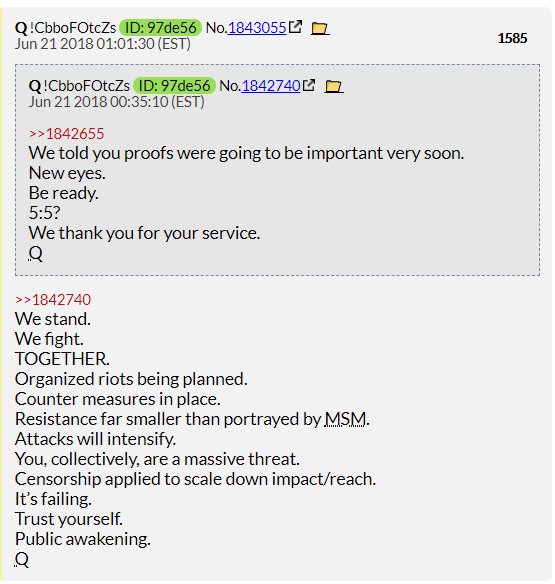 Q !CbboFOtcZs ID: 97de56 No.1843055
Jun 21 2018 01:01:30 (EST)
1585
Q !CbboFOtcZs ID: 97de56 No.1842740
Jun 21 2018 00:35:10 (EST)
>>1842655
We told you proofs were going to be important very soon.
New eyes.
Be ready.
5:5?
We thank you for your service.
Q
>>1842740
We stand.
We fight.
TOGETHER.
Organized riots being planned.
Counter measures in place.
Resistance far smaller than portrayed by MSM.
Attacks will intensify.
You, collectively, are a massive threat.
Censorship applied to scale down impact/reach.
It’s failing.
Trust yourself.
Public awakening.
Q